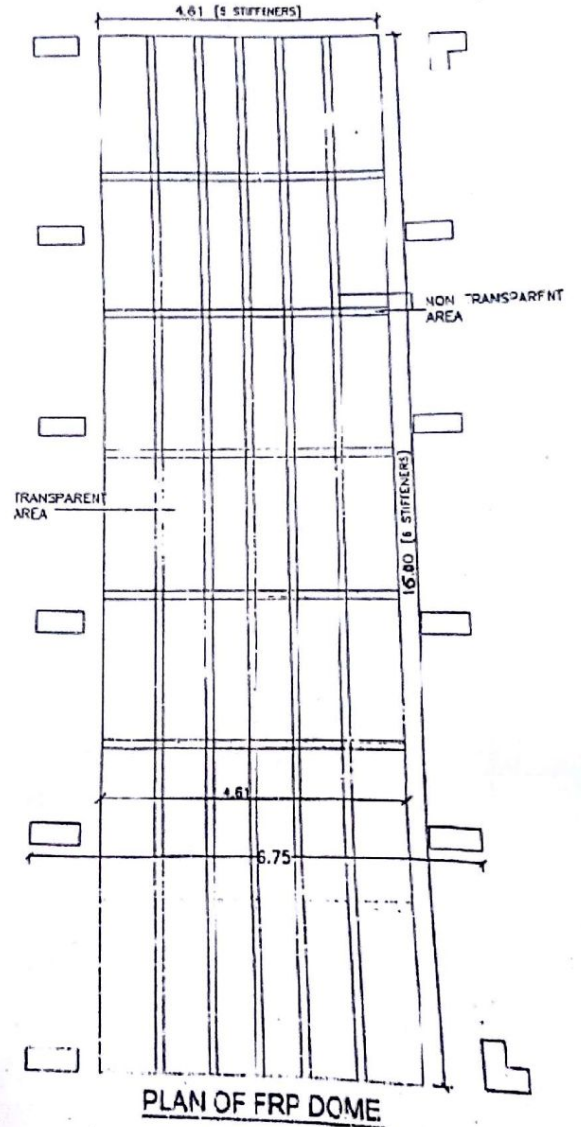 4.61 [5 STIFFENERS]
NON TRANSPARENT
AREA
TRANSPARENT
AREA
16.00 [6 STIFFENERS]
4.61
6.75
PLAN OF FRP DOME